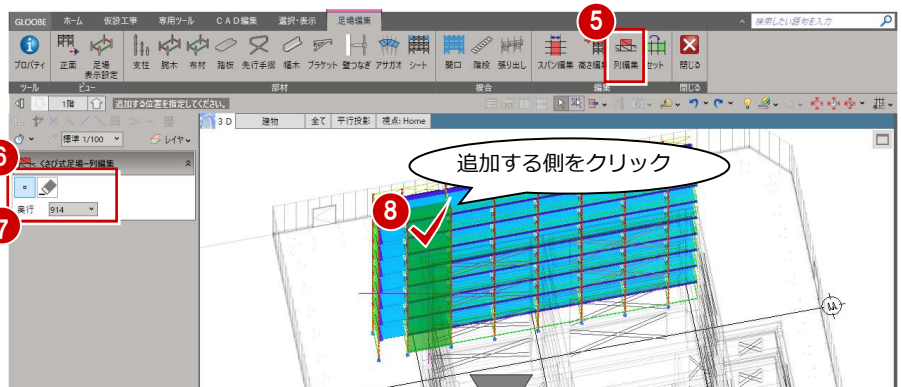 GLOOBE ホーム 仮設工事 専用ツール CAD編集 選択・表示 足場編集 検索したい語句を入力
5
プロパティ 正面 足場表示設定 支柱 腕木 布材 踏板 先行手摺 幅木 ブラケット 壁つなぎ アサガオ シート 開口 階段 張り出し スパン編集 高さ編集 列編集 セット 閉じる
ツール ビュー 部材 複合 編集 閉じる
1階 追加する位置を指定してください。
3D 建物 全て 平行投影 視点: Home
標準 1/100 レイヤ
6 くさび式足場-列編集
追加する側をクリック
奥行 914
7
8